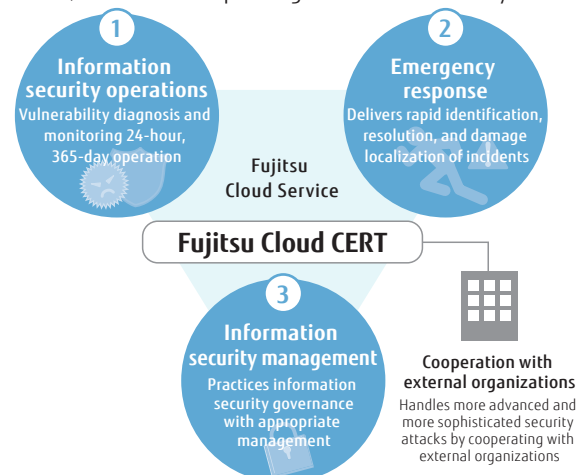 1
Information
security operations
Vulnerability diagnosis and
monitoring 24-hour,
365-day operation
2
Emergency
response
Delivers rapid identification,
resolution, and damage
localization of incidents
Fujitsu
Cloud Service
Fujitsu Cloud CERT
3
Information
security management
Practices information
security governance
with appropriate
management
Cooperation with
external organizations
Handles more advanced and
more sophisticated security
attacks by cooperating with
external organizations